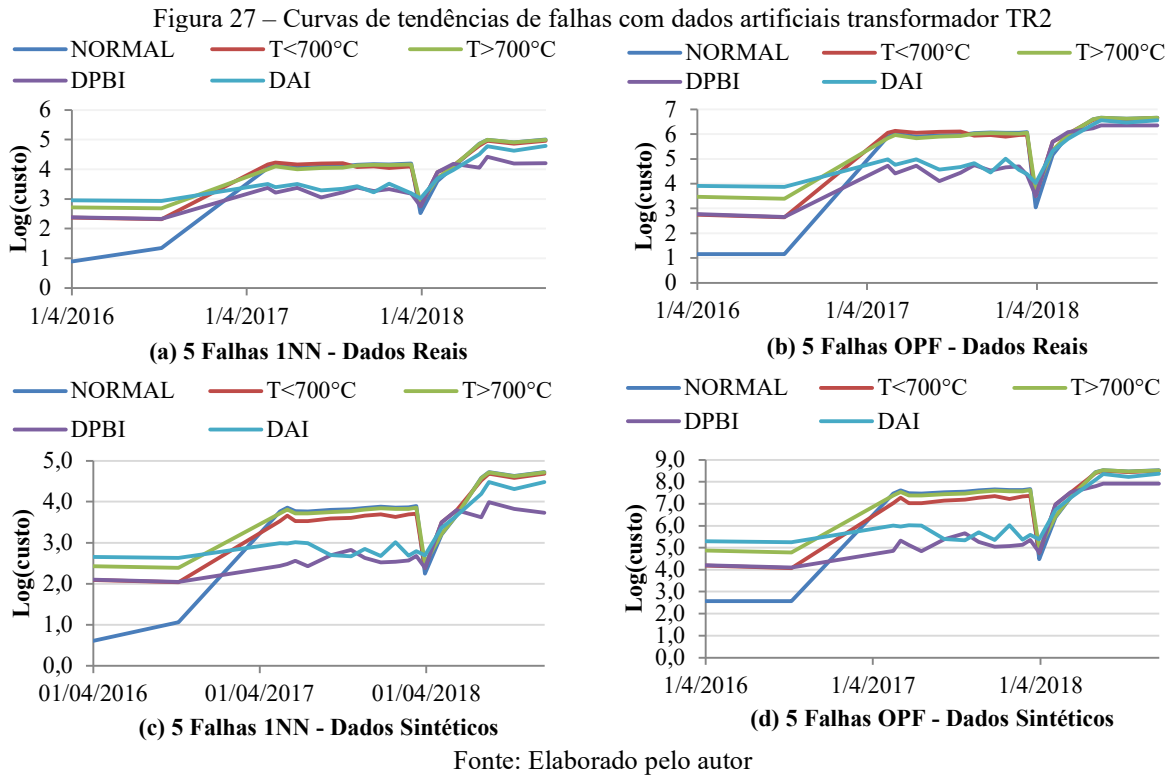 Figura 27 – Curvas de tendências de falhas com dados artificiais transformador TR2
NORMAL T<700°C T>700°C
DPBI DAI
Log(custo)
6
5
4
3
2
1
0
1/4/2016 1/4/2017 1/4/2018
(a) 5 Falhas 1NN - Dados Reais
NORMAL T<700°C T>700°C
DPBI DAI
Log(custo)
7
6
5
4
3
2
1
0
1/4/2016 1/4/2017 1/4/2018
(b) 5 Falhas OPF - Dados Reais
NORMAL T<700°C T>700°C
DPBI DAI
Log(custo)
5,0
4,0
3,0
2,0
1,0
0,0
01/04/2016 01/04/2017 01/04/2018
(c) 5 Falhas 1NN - Dados Sintéticos
NORMAL T<700°C T>700°C
DPBI DAI
Log(custo)
9,0
8,0
7,0
6,0
5,0
4,0
3,0
2,0
1,0
0,0
1/4/2016 1/4/2017 1/4/2018
(d) 5 Falhas OPF - Dados Sintéticos
Fonte: Elaborado pelo autor